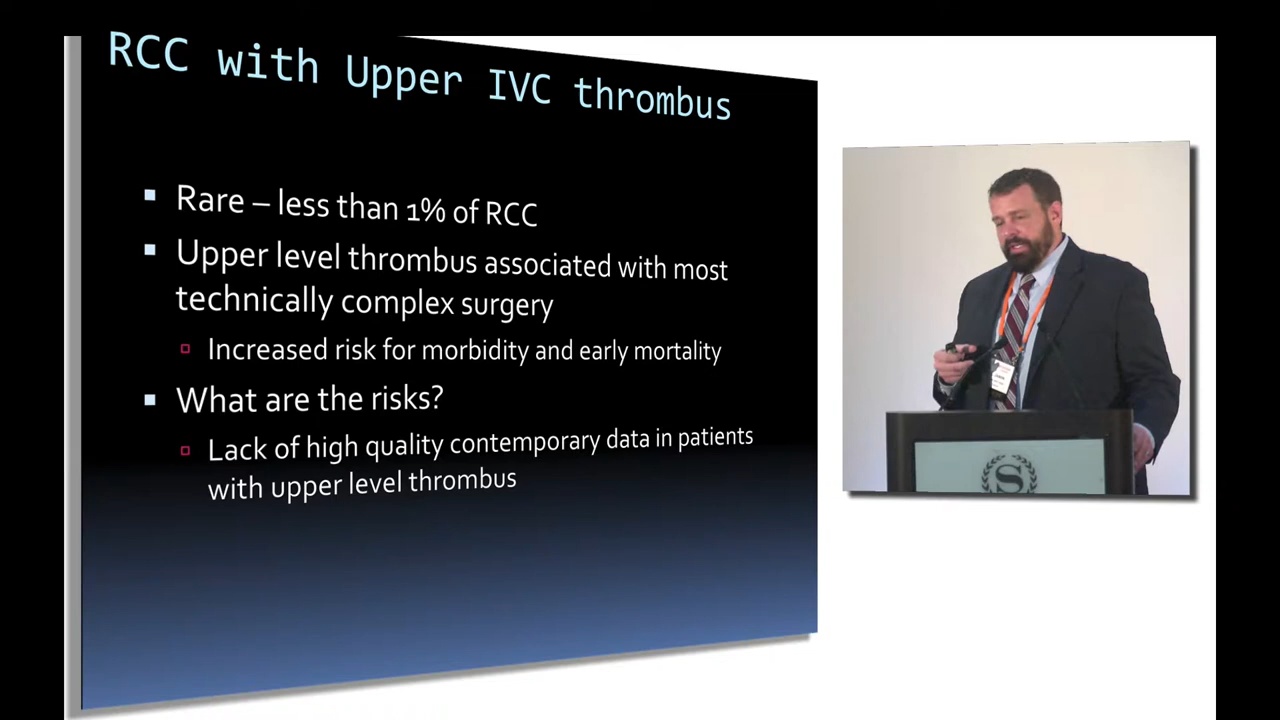 RCC with Upper IVC thrombus
Rare – less than 1% of RCC
Upper level thrombus associated with most
technically complex surgery
Increased risk for morbidity and early mortality
What are the risks?
Lack of high quality contemporary data in patients
with upper level thrombus
S